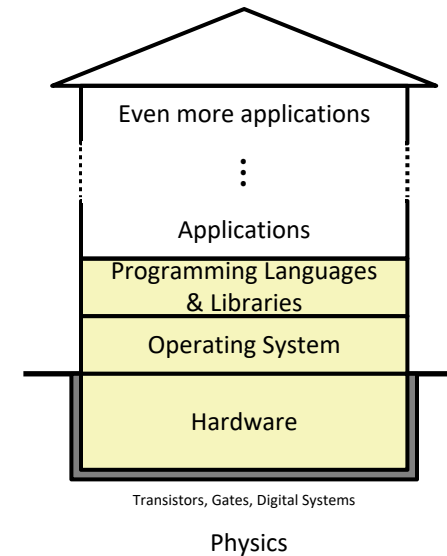 Even more applications
⋮
Applications
Programming Languages
& Libraries
Operating System
Hardware
Transistors, Gates, Digital Systems
Physics